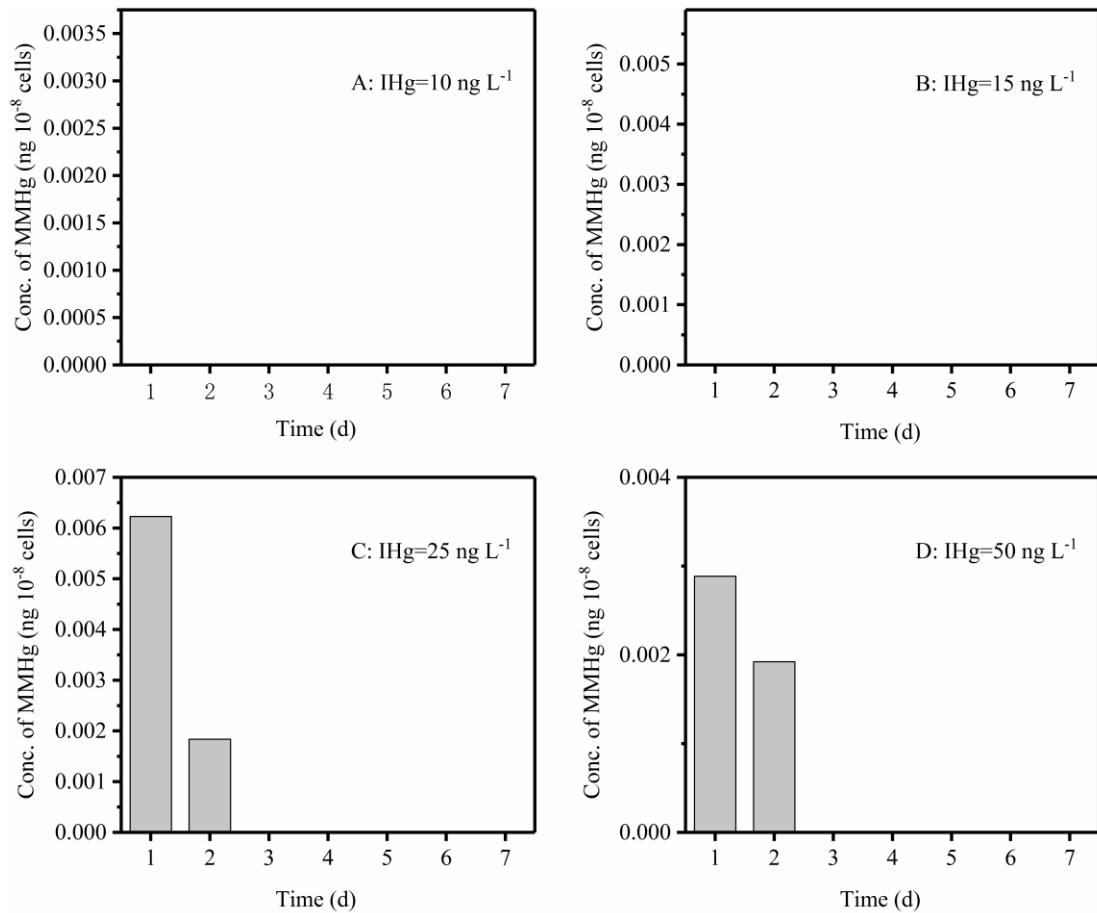 Conc. of MMHg (ng 10⁻⁸ cells)
0.0035
0.0030
0.0025
0.0020
0.0015
0.0010
0.0005
0.0000
A: IHg=10 ng L⁻¹
1 2 3 4 5 6 7
Time (d)
Conc. of MMHg (ng 10⁻⁸ cells)
0.005
0.004
0.003
0.002
0.001
0.000
B: IHg=15 ng L⁻¹
1 2 3 4 5 6 7
Time (d)
Conc. of MMHg (ng 10⁻⁸ cells)
0.007
0.006
0.005
0.004
0.003
0.002
0.001
0.000
C: IHg=25 ng L⁻¹
1 2 3 4 5 6 7
Time (d)
Conc. of MMHg (ng 10⁻⁸ cells)
0.004
0.002
0.000
D: IHg=50 ng L⁻¹
1 2 3 4 5 6 7
Time (d)